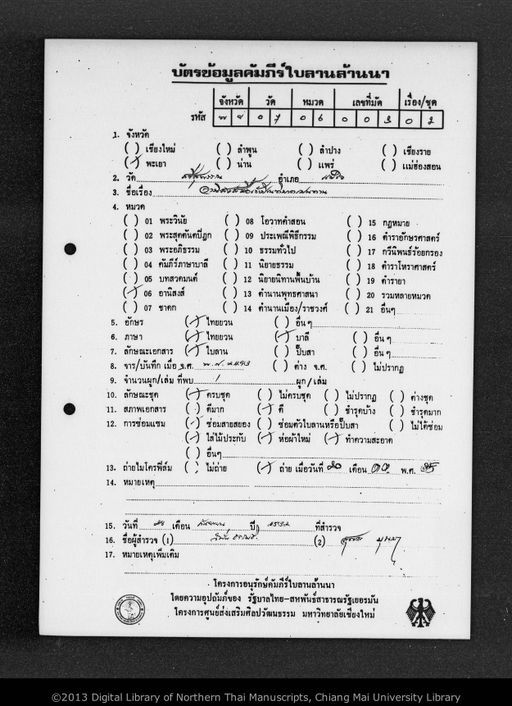 บัตรข้อมูลคัมภีร์ใบลานล้านนา
จังหวัด วัด หมวด เลขที่มัด เรื่อง/ชุด
รหัส 0 7 0 6 0 0 3 0 2
1. จังหวัด
( ) เชียงใหม่ ( ) ลำพูน ( ) ลำปาง ( ) เชียงราย
(/) พะเยา ( ) น่าน ( ) แพร่ ( ) แม่ฮ่องสอน
2. วัด อำเภอ
3. ชื่อเรื่อง
4. หมวด
( ) 01 พระวินัย ( ) 08 โอวาทคำสอน ( ) 15 กฎหมาย
( ) 02 พระสุตตันตปิฎก ( ) 09 ประเพณีพิธีกรรม ( ) 16 ตำราอักษรศาสตร์
( ) 03 พระอภิธรรม ( ) 10 ธรรมทั่วไป ( ) 17 กวีนิพนธ์ร้อยกรอง
( ) 04 คัมภีร์ภาษาบาลี ( ) 11 นิยายธรรม ( ) 18 ตำราโหราศาสตร์
( ) 05 บทสวดมนต์ ( ) 12 นิยายนิทานพื้นบ้าน ( ) 19 ตำรายา
(/) 06 อานิสงส์ ( ) 13 ตำนานพุทธศาสนา ( ) 20 รวมหลายหมวด
( ) 07 ชาดก ( ) 14 ตำนานเมือง/ราชวงศ์ ( ) 21 อื่นๆ
5. อักษร (/) ไทยยวน ( ) อื่นๆ
6. ภาษา (/) ไทยยวน (/) บาลี ( ) อื่นๆ
7. ลักษณะเอกสาร (/) ใบลาน ( ) ปั๊บสา ( ) อื่นๆ
8. จาร/บันทึก เมื่อ จ.ศ. ( ) ค่าง จ.ศ. ( ) ไม่ปรากฏ
9. จำนวนผูก/เล่ม ที่พบ 1 ผูก/เล่ม
10. ลักษณะชุด (/) ครบชุด ( ) ไม่ครบชุด ( ) ไม่ปรากฏ ( ) ค่างชุด
11. สภาพเอกสาร ( ) ดีมาก (/) ดี ( ) ชำรุดบ้าง ( ) ชำรุดมาก
12. การซ่อมแซม (/) ซ่อมสายสยอง ( ) ซ่อมตัวใบลานหรือปั๊บสา ( ) ไม่ได้ซ่อม
(/) ใส่ไม้ประกับ (/) ห่อผ้าใหม่ (/) ทำความสะอาด
( ) อื่นๆ
13. ถ่ายไมโครฟิล์ม ( ) ไม่ถ่าย (/) ถ่าย เมื่อวันที่ 20 เดือน พ.ศ. 35
14. หมายเหตุ
15. วันที่ เดือน ปี ที่สำรวจ
16. ชื่อผู้สำรวจ (1) (2)
17. หมายเหตุเพิ่มเติม
โครงการอนุรักษ์คัมภีร์ใบลานล้านนา
โดยความอุปถัมภ์ของ รัฐบาลไทย-สหพันธ์สาธารณรัฐเยอรมัน
โครงการศูนย์ส่งเสริมศิลปวัฒนธรรม มหาวิทยาลัยเชียงใหม่
©2013 Digital Library of Northern Thai Manuscripts, Chiang Mai University Library